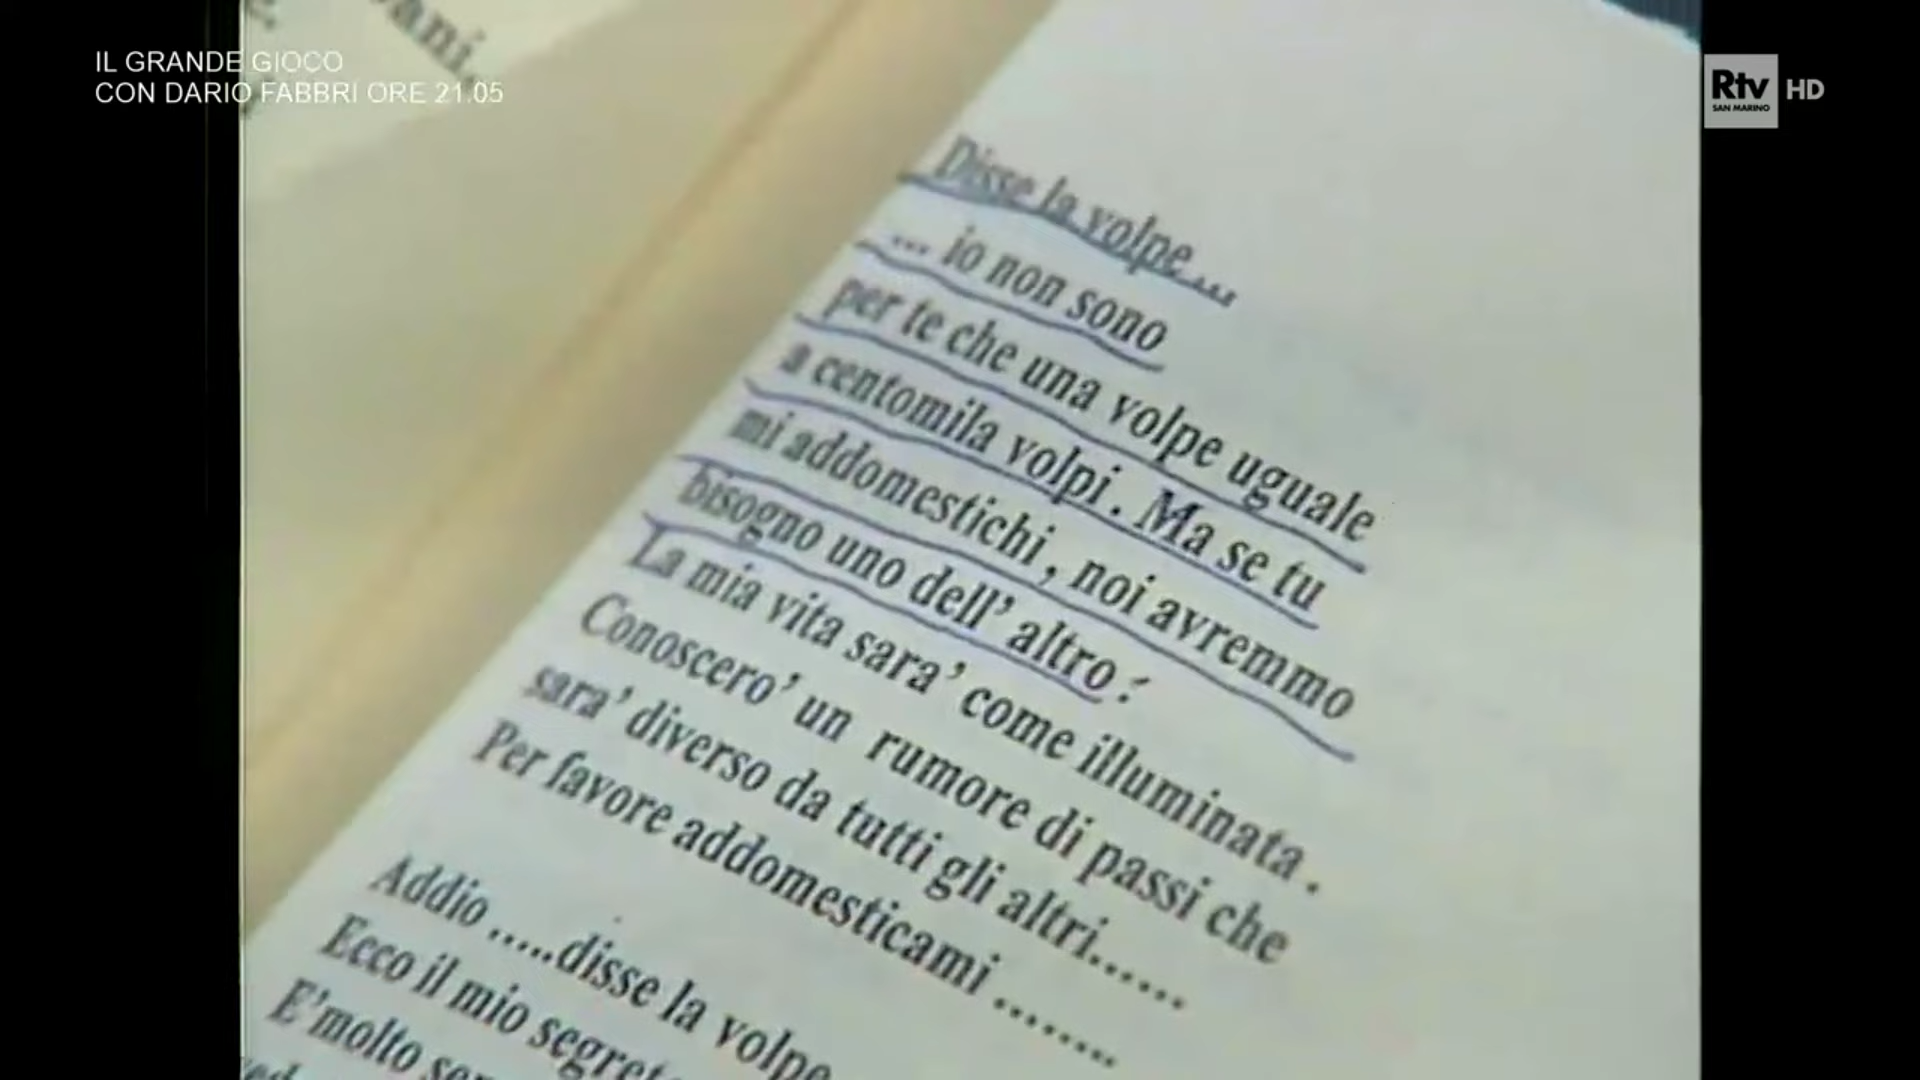 IL GRANDE GIOCO
CON DARIO FABBRI ORE 21.05
Rtv HD
SAN MARINO
Disse la volpe ...
... io non sono
per te che una volpe uguale
a centomila volpi . Ma se tu
mi addomestichi , noi avremmo
bisogno uno dell' altro .
La mia vita sara' come illuminata .
Conoscero' un rumore di passi che
sara' diverso da tutti gli altri......
Per favore addomesticami ........
Addio .....disse la volpe
Ecco il mio segreto
E'molto